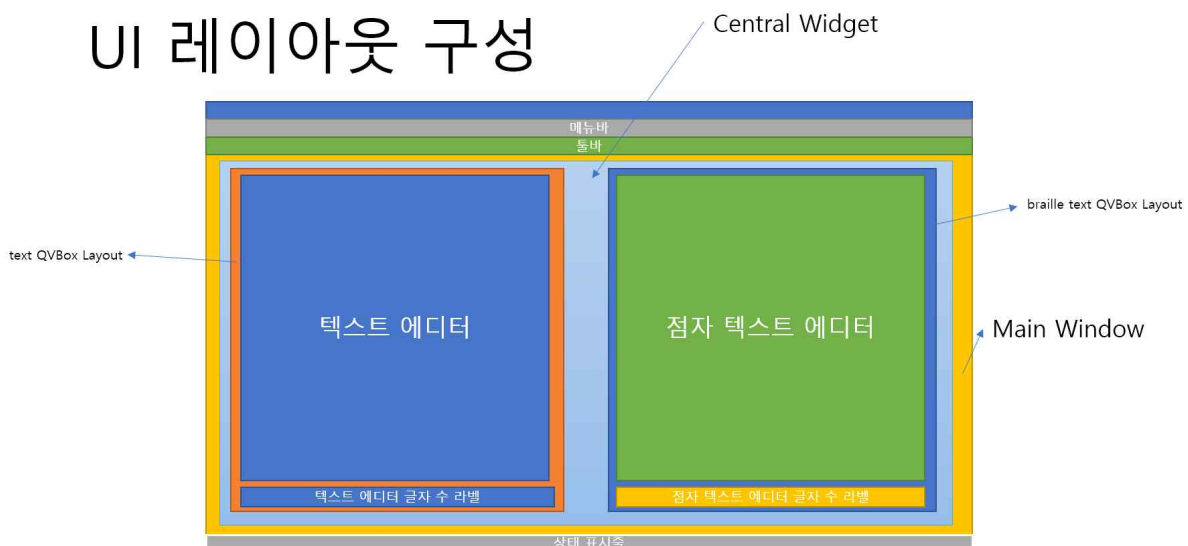 UI 레이아웃 구성
Central Widget
메뉴바
툴바
braille text QVBox Layout
text QVBox Layout
텍스트 에디터
점자 텍스트 에디터
Main Window
텍스트 에디터 글자 수 라벨
점자 텍스트 에디터 글자 수 라벨
상태 표시줄